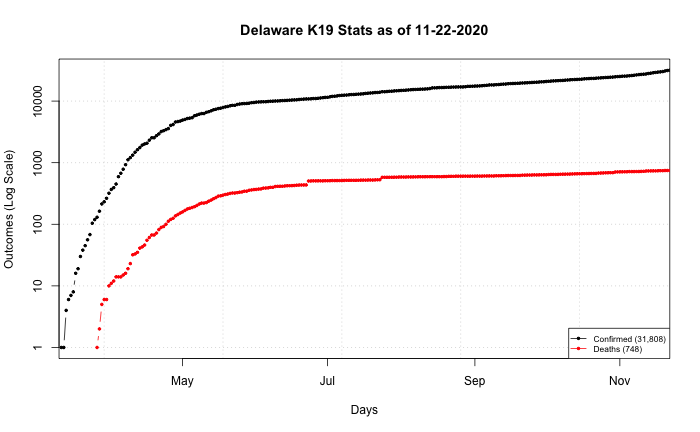 Delaware K19 Stats as of 11-22-2020
Outcomes (Log Scale)
10000
1000
100
10
1
May
Jul
Sep
Nov
Days
Confirmed (31,808)
Deaths (748)